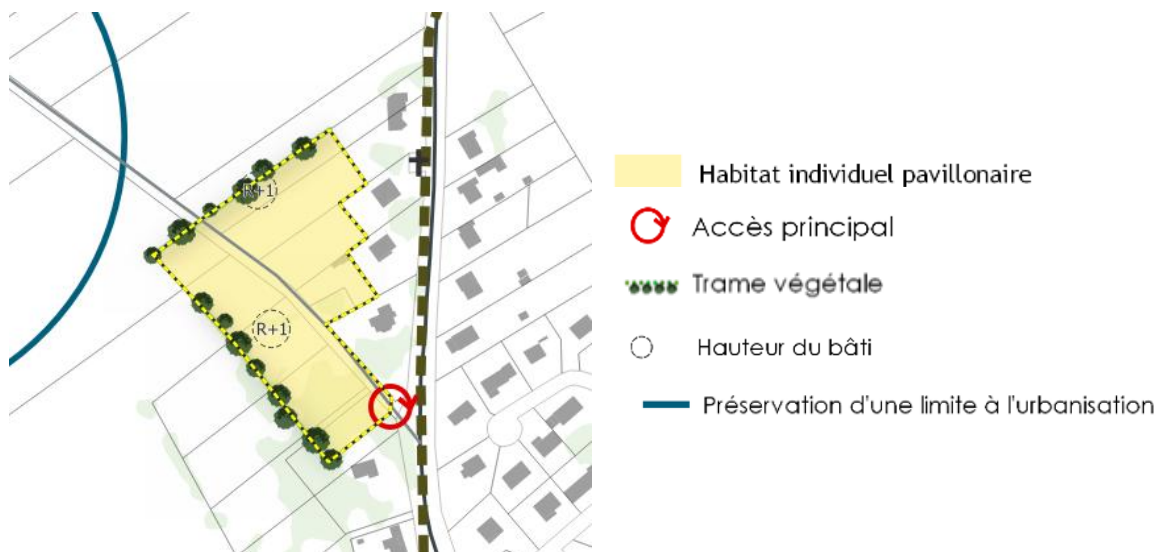 R+1
R+1
Habitat individuel pavillonaire
Accès principal
Trame végétale
Hauteur du bâti
Préservation d'une limite à l'urbanisation